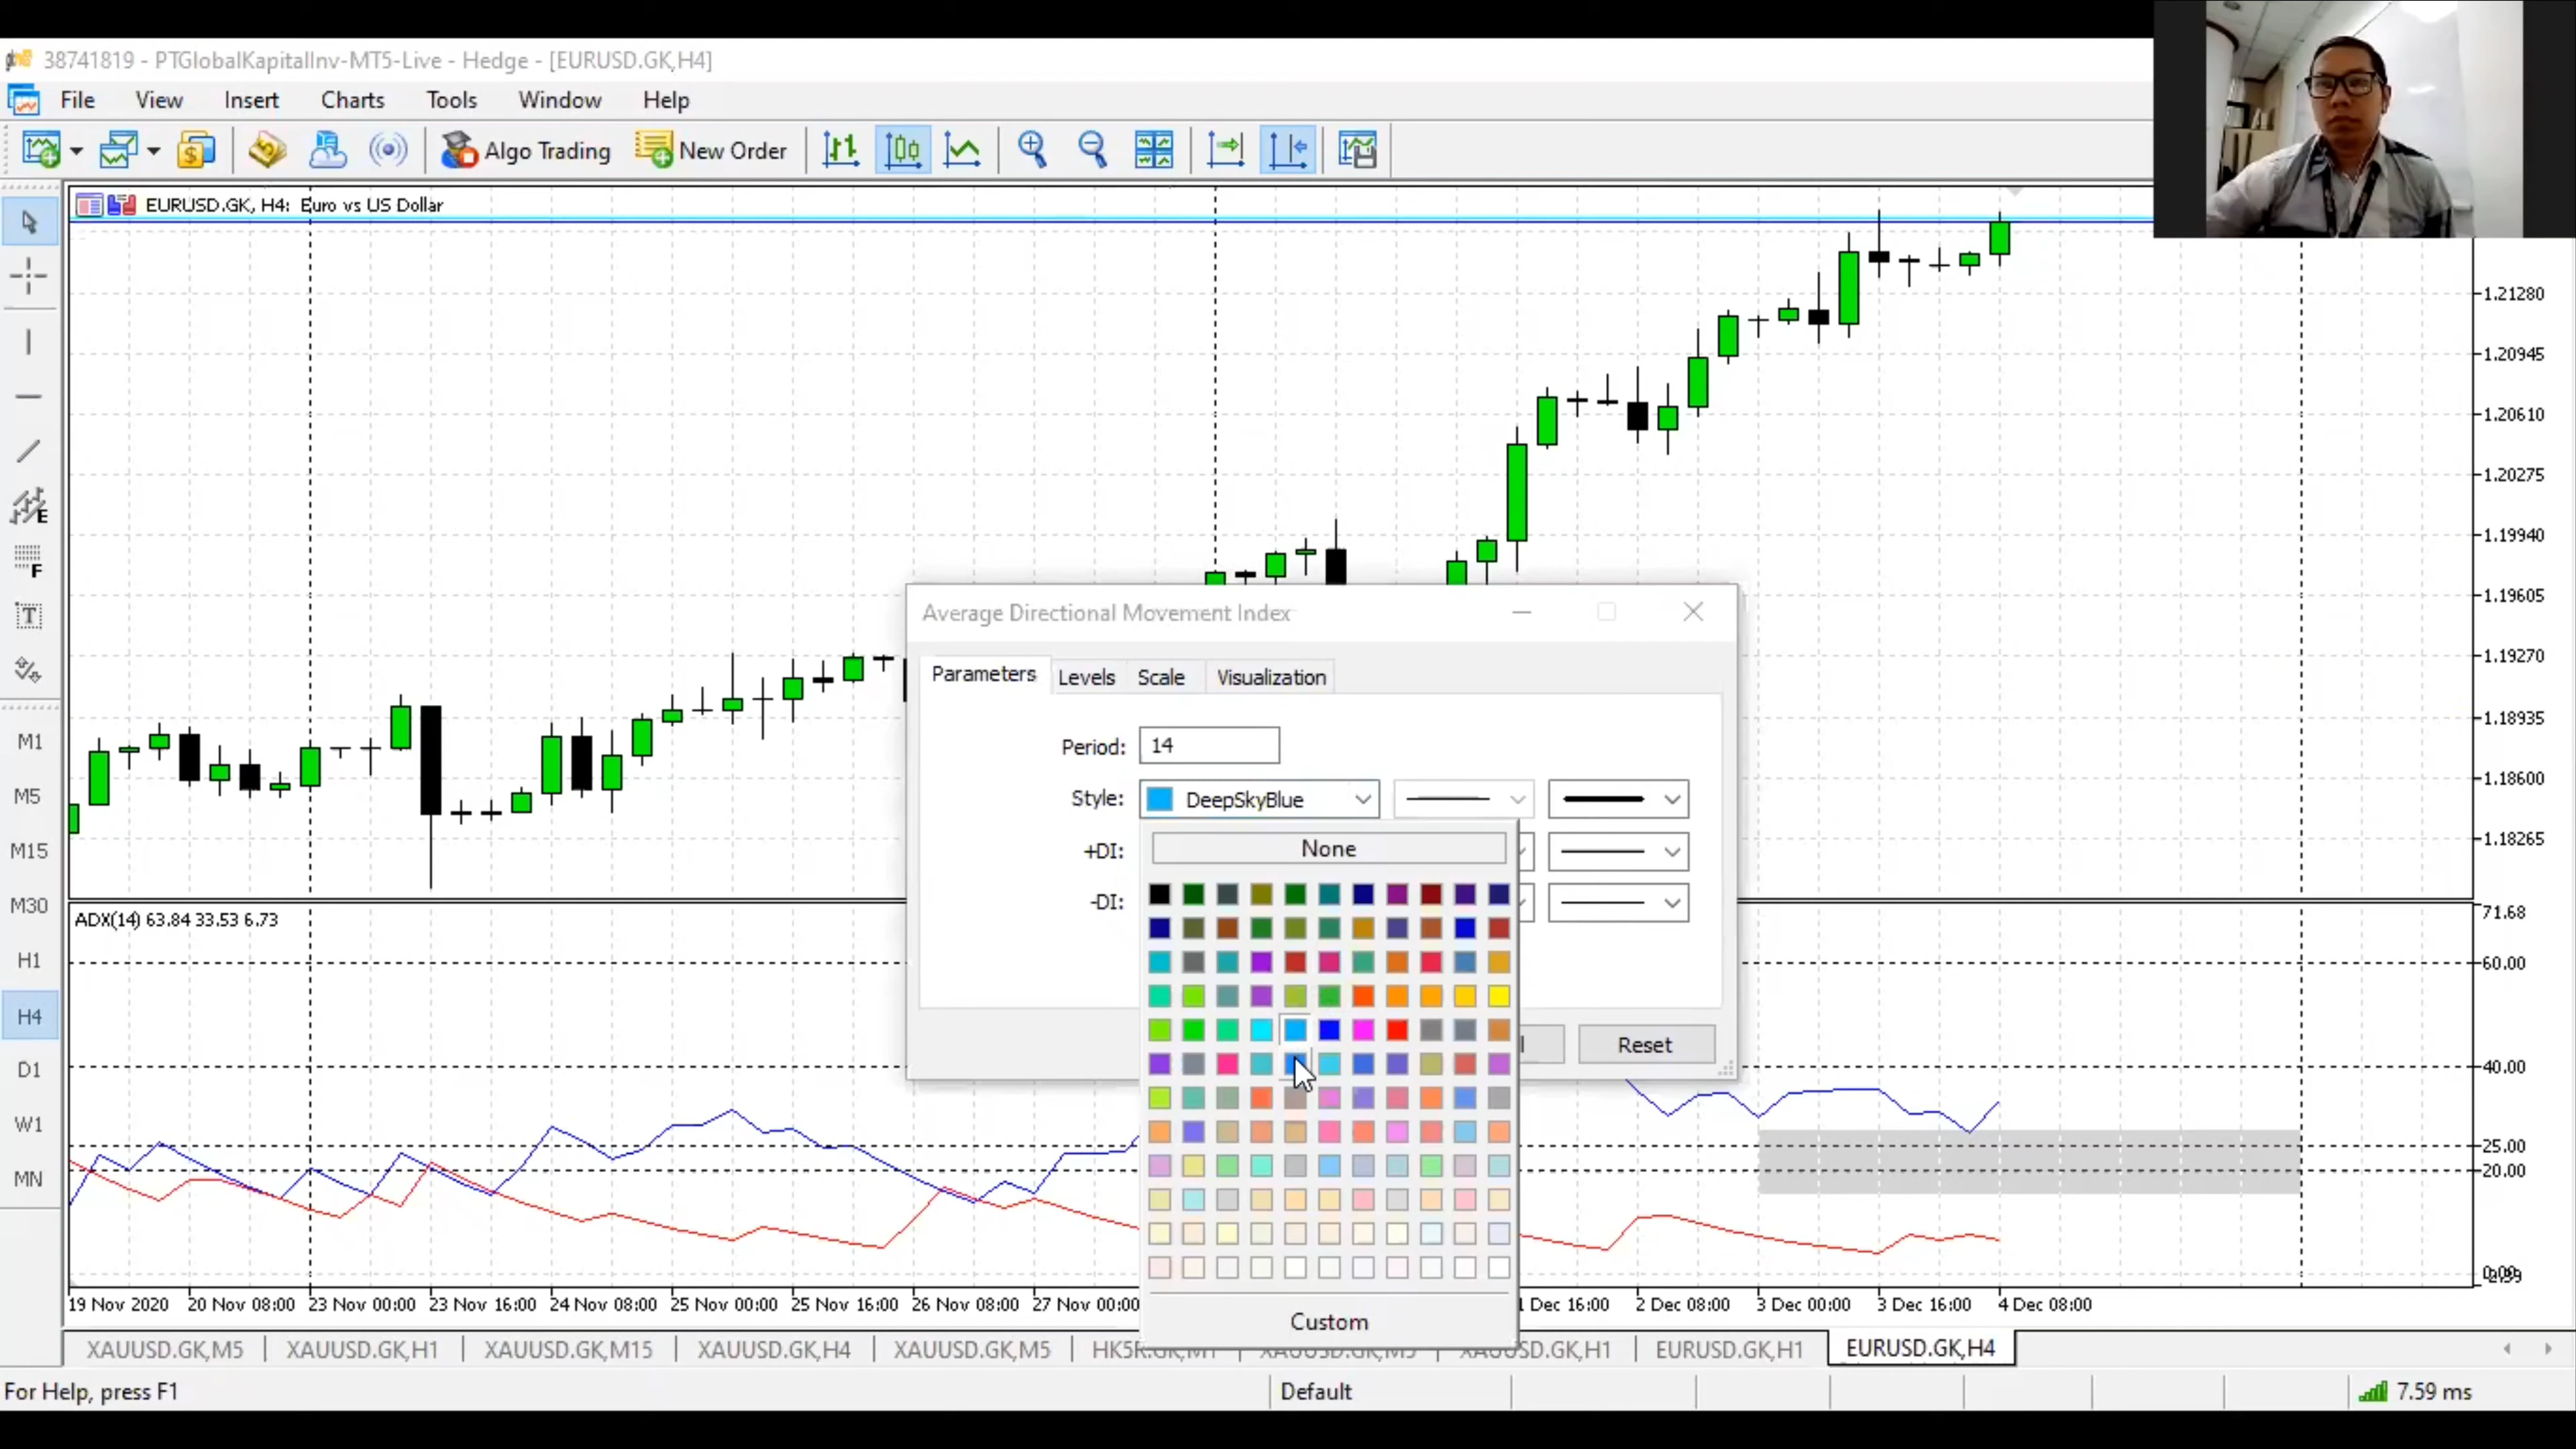 38741819 - PTGlobalKapitalInv-MT5-Live - Hedge - [EURUSD.GK,H4]
File View Insert Charts Tools Window Help
Algo Trading New Order
EURUSD.GK, H4: Euro vs US Dollar
1.21280
1.20945
1.20610
1.20275
1.19940
1.19605
1.19270
1.18935
1.18600
1.18265
E
F
T
M1
M5
M15
M30
H1
H4
D1
W1
MN
Average Directional Movement Index
Parameters Levels Scale Visualization
Period: 14
Style: DeepSkyBlue
None
+DI:
-DI:
Reset
Custom
ADX(14) 63.84 33.53 6.73
71.68
60.00
40.00
25.00
20.00
19 Nov 2020 20 Nov 08:00 23 Nov 00:00 23 Nov 16:00 24 Nov 08:00 25 Nov 00:00 25 Nov 16:00 26 Nov 08:00 27 Nov 00:00 1 Dec 16:00 2 Dec 08:00 3 Dec 00:00 3 Dec 16:00 4 Dec 08:00
XAUUSD.GK,M5 XAUUSD.GK,H1 XAUUSD.GK,M15 XAUUSD.GK,H4 XAUUSD.GK,M5 HK5R.GK,M1 XAUUSD.GK,M5 XAUUSD.GK,H1 EURUSD.GK,H1 EURUSD.GK,H4
For Help, press F1 Default 7.59 ms